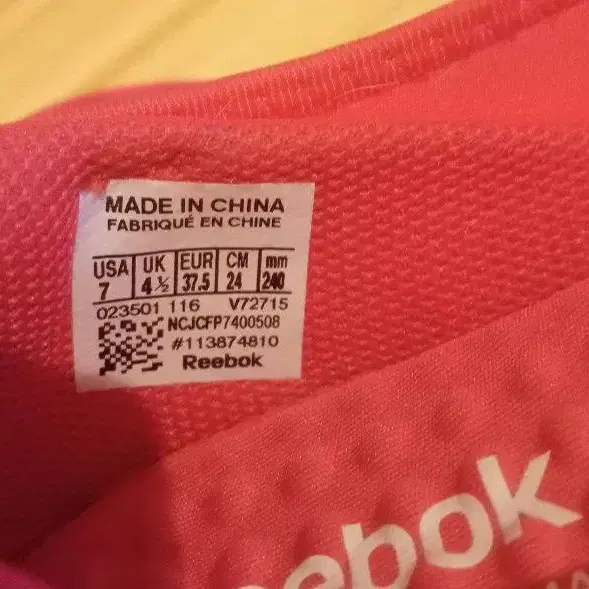 MADE IN CHINA
FABRIQUÉ EN CHINE
USA UK EUR CM mm
7 4½ 37.5 24 240
023501 116 V72715
NCJCFP7400508
#113874810
Reebok
ebok